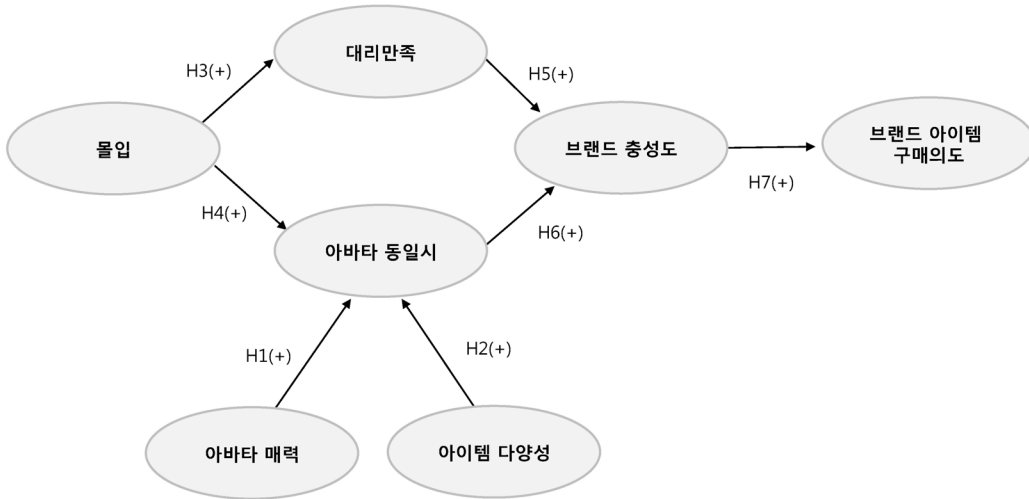 대리만족
H3(+)
H5(+)
몰입
브랜드 충성도
브랜드 아이템
구매의도
H7(+)
H4(+)
H6(+)
아바타 동일시
H1(+)
H2(+)
아바타 매력
아이템 다양성